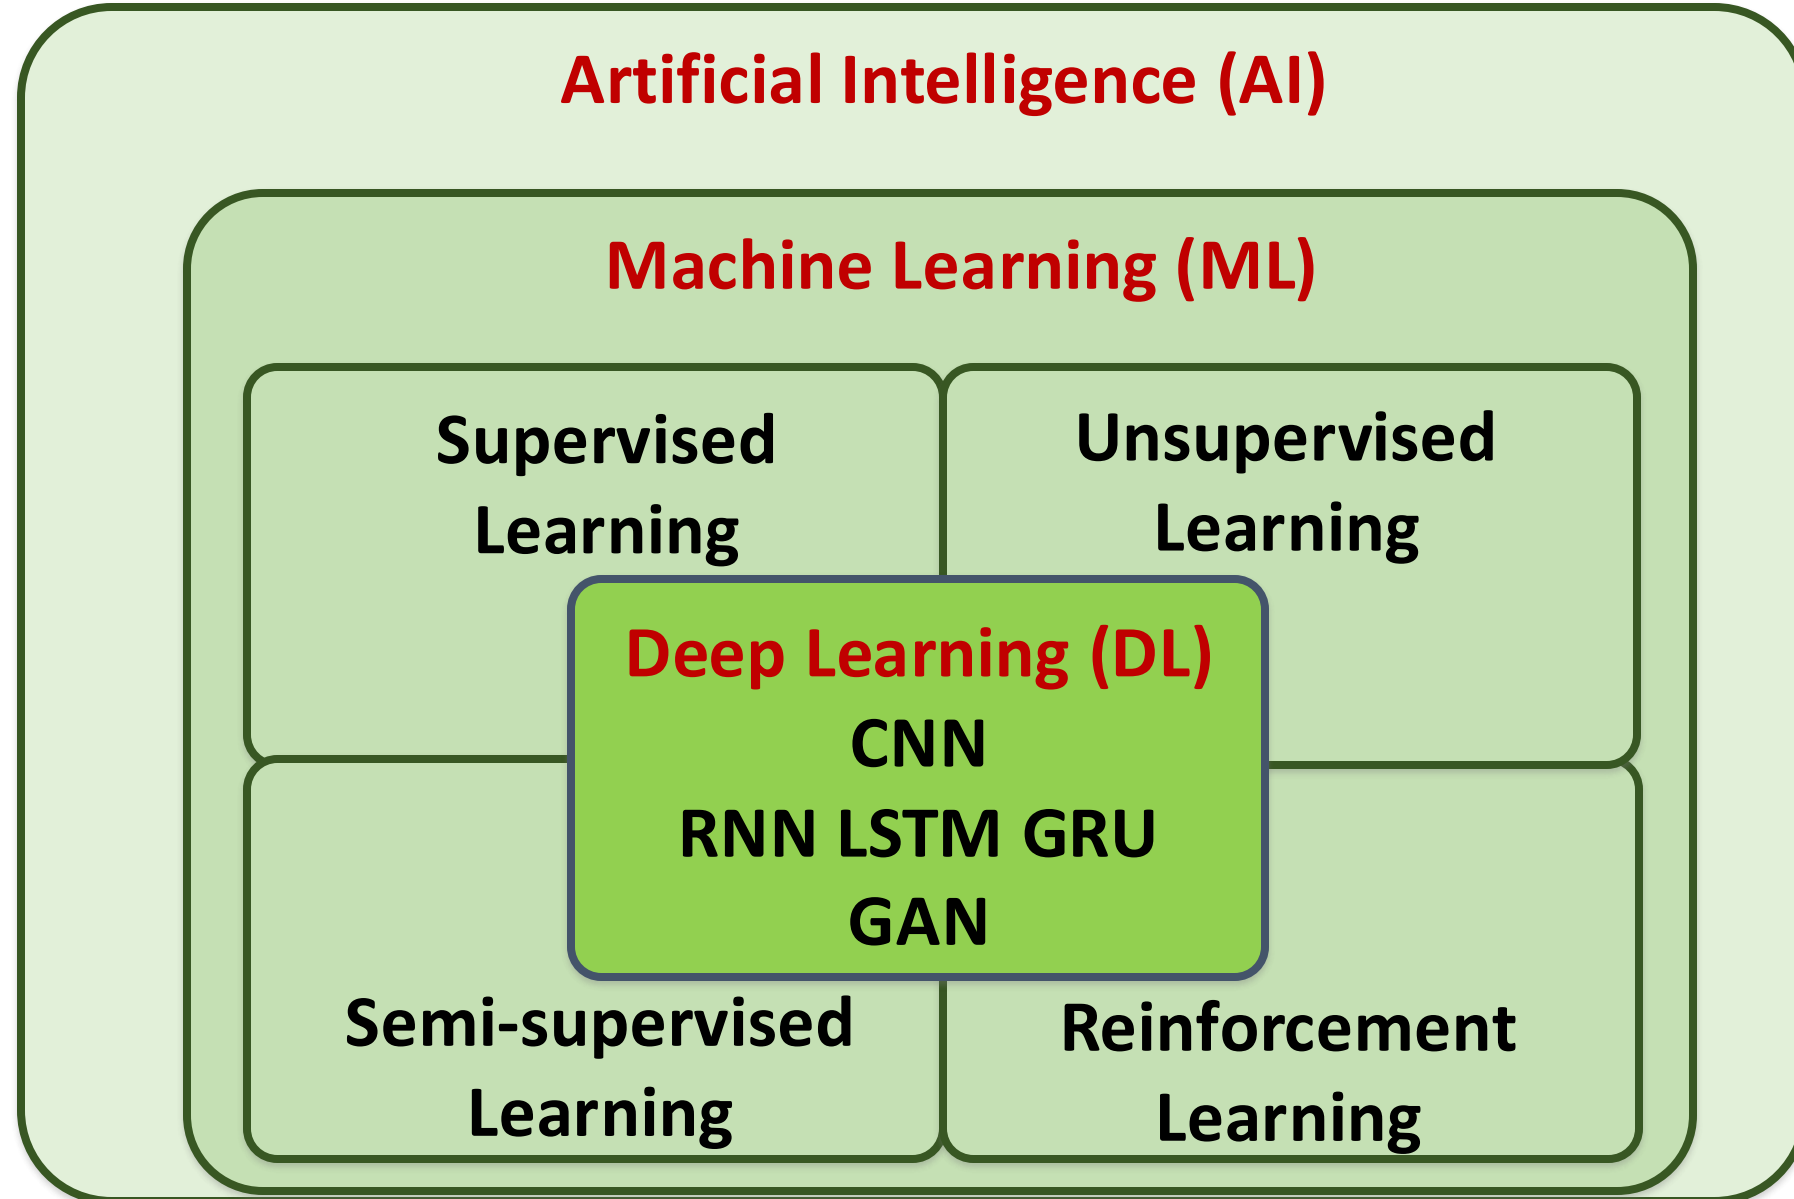 Artificial Intelligence (AI)
Machine Learning (ML)
Supervised
Learning
Unsupervised
Learning
Deep Learning (DL)
CNN
RNN LSTM GRU
GAN
Semi-supervised
Learning
Reinforcement
Learning